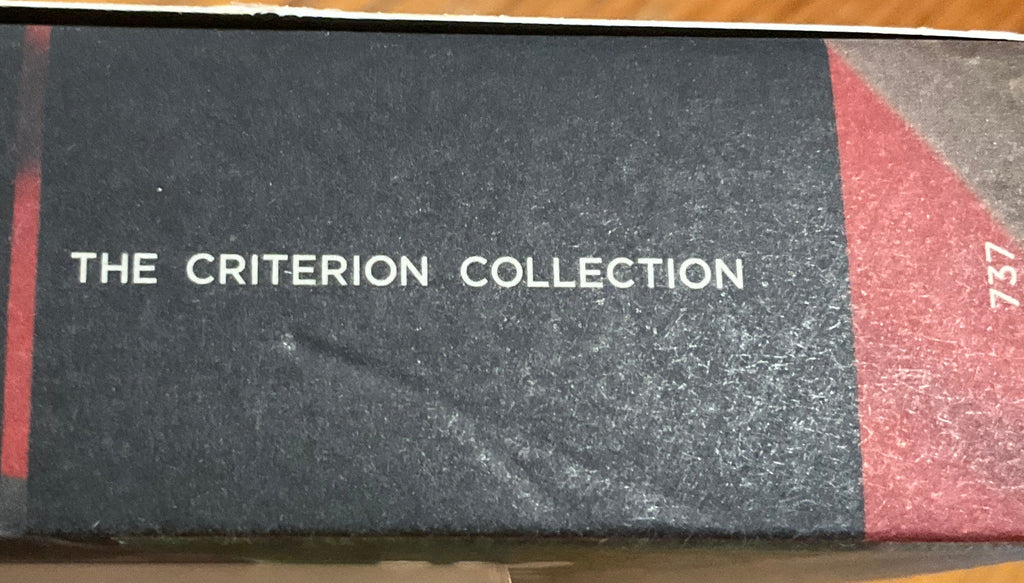 THE CRITERION COLLECTION
737